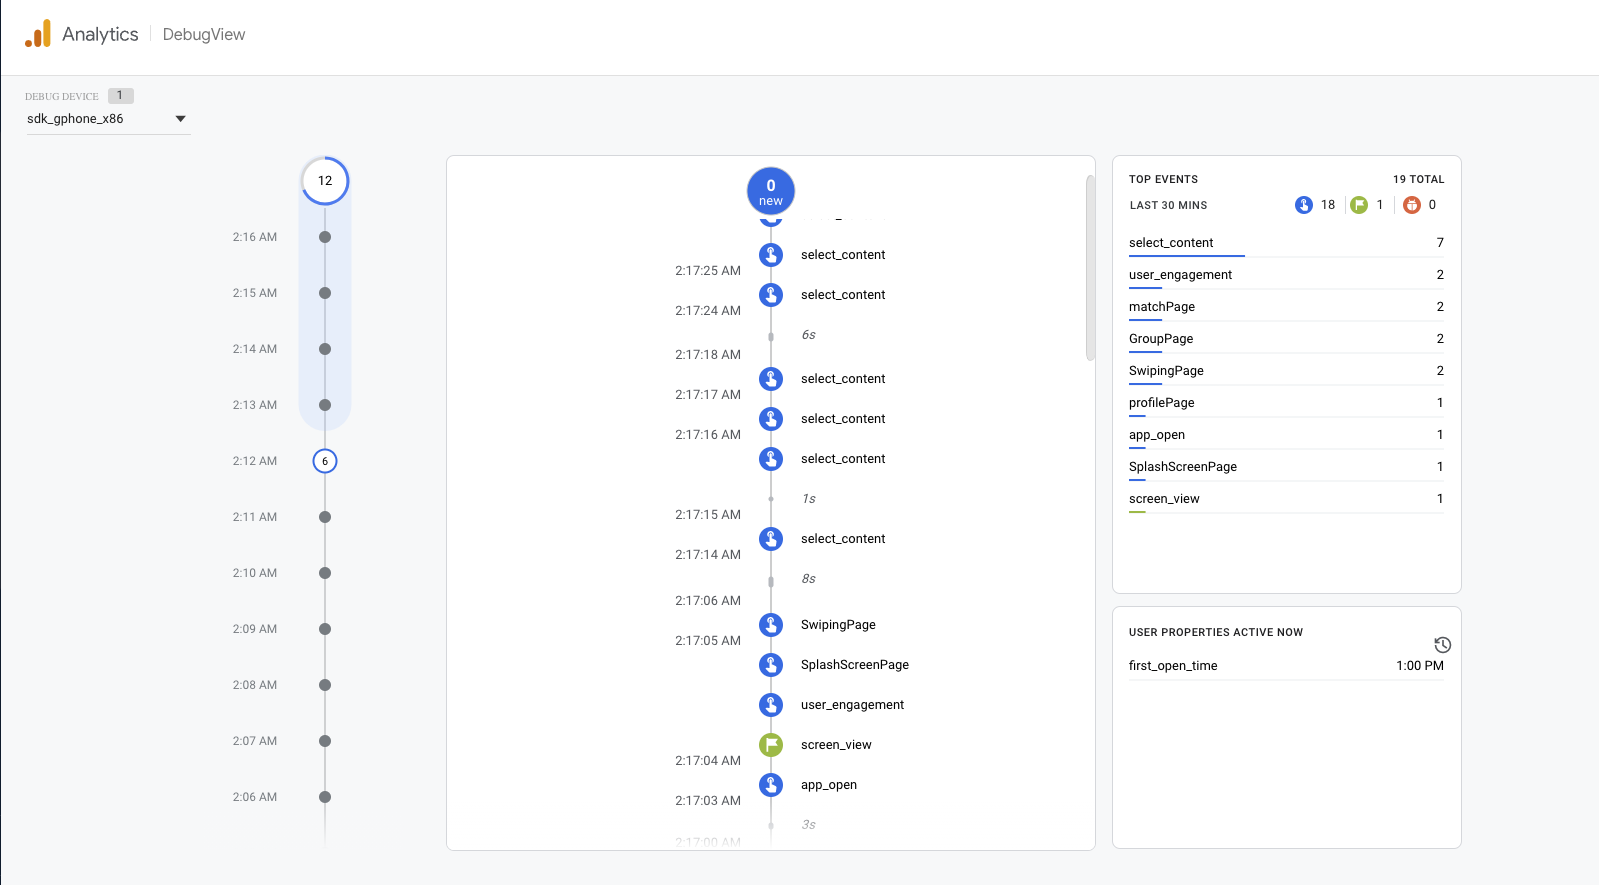 Analytics
DebugView
DEBUG DEVICE 1
sdk_gphone_x86
12
2:16 AM
2:15 AM
2:14 AM
2:13 AM
2:12 AM 6
2:11 AM
2:10 AM
2:09 AM
2:08 AM
2:07 AM
2:06 AM
0
new
select_content
2:17:25 AM
select_content
2:17:24 AM
6s
2:17:18 AM
select_content
2:17:17 AM
select_content
2:17:16 AM
select_content
1s
2:17:15 AM
select_content
2:17:14 AM
8s
2:17:06 AM
SwipingPage
2:17:05 AM
SplashScreenPage
user_engagement
screen_view
2:17:04 AM
app_open
2:17:03 AM
3s
2:17:00 AM
TOP EVENTS 19 TOTAL
LAST 30 MINS 18 1 0
select_content 7
user_engagement 2
matchPage 2
GroupPage 2
SwipingPage 2
profilePage 1
app_open 1
SplashScreenPage 1
screen_view 1
USER PROPERTIES ACTIVE NOW
first_open_time 1:00 PM